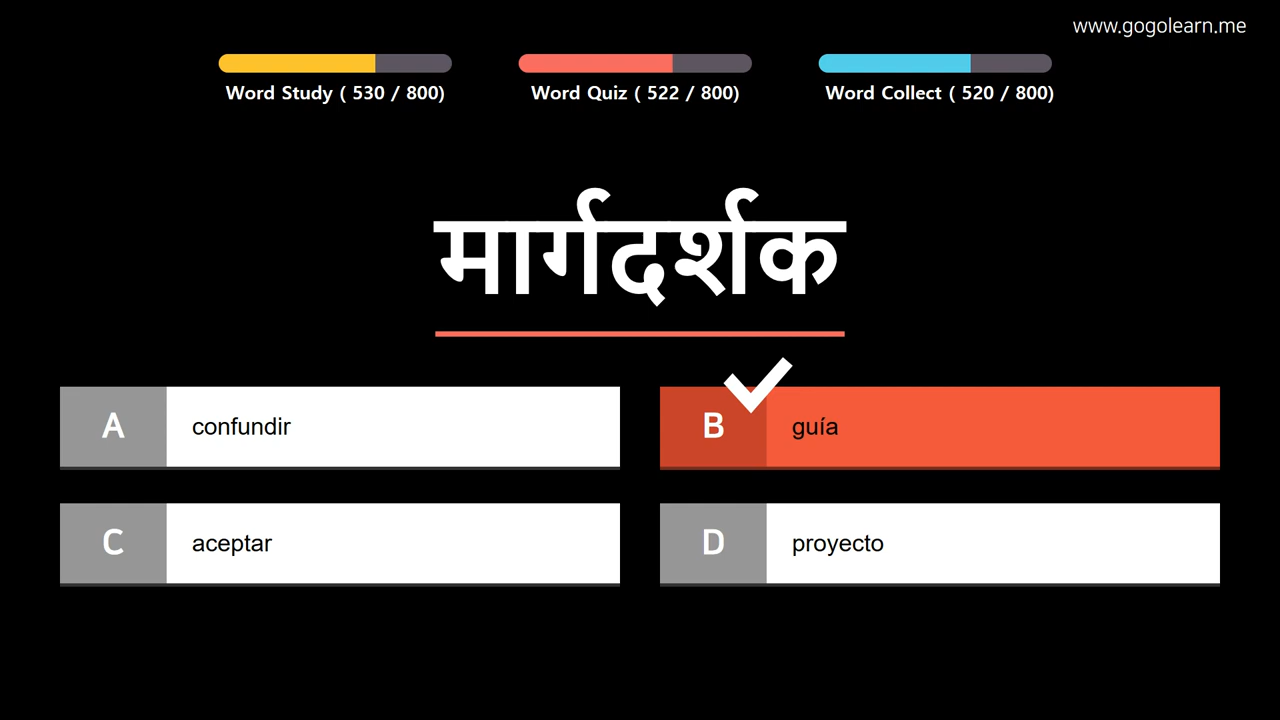 www.gogolearn.me
Word Study ( 530 / 800)
Word Quiz ( 522 / 800)
Word Collect ( 520 / 800)
मार्गदर्शक
A confundir
B guía
C aceptar
D proyecto